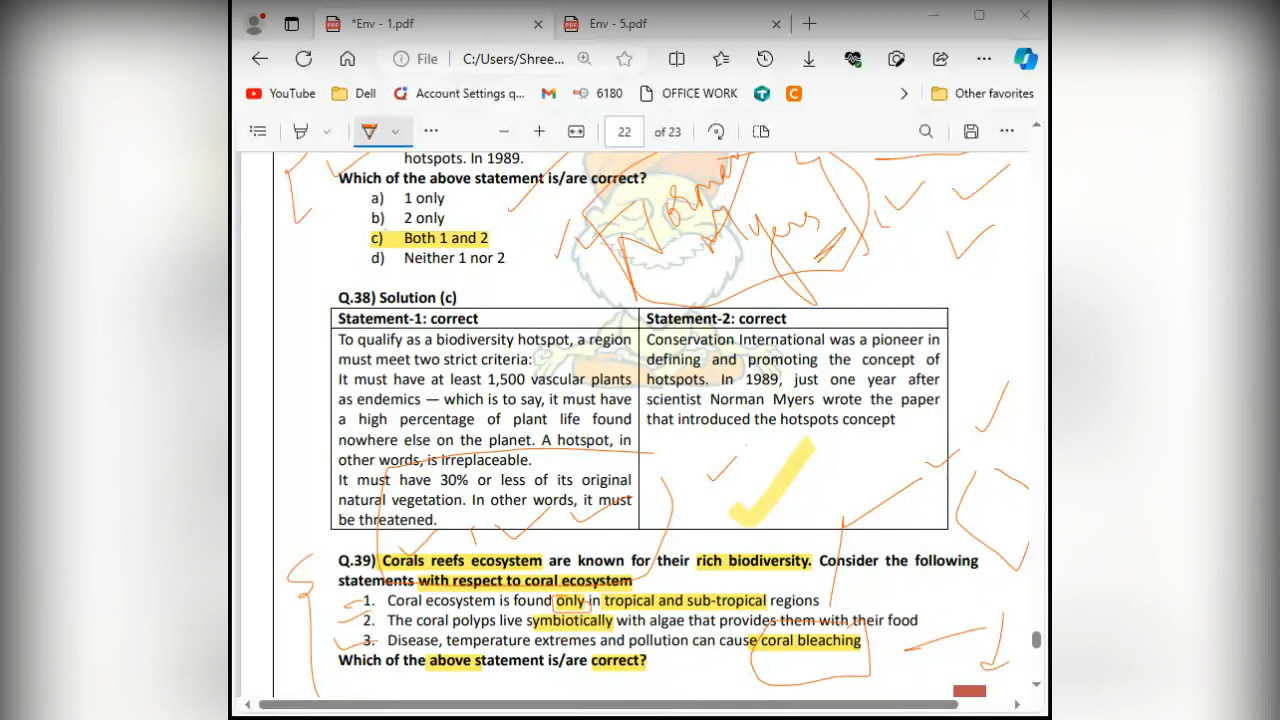 *Env - 1.pdf
Env - 5.pdf
File
C:/Users/Shree...
YouTube
Dell
Account Settings q...
6180
OFFICE WORK
Other favorites
22
of 23
hotspots. In 1989.
Which of the above statement is/are correct?
a) 1 only
b) 2 only
c) Both 1 and 2
d) Neither 1 nor 2
Norman
Myers
Q.38) Solution (c)
Statement-1: correct
To qualify as a biodiversity hotspot, a region
must meet two strict criteria:
It must have at least 1,500 vascular plants
as endemics — which is to say, it must have
a high percentage of plant life found
nowhere else on the planet. A hotspot, in
other words, is irreplaceable.
It must have 30% or less of its original
natural vegetation. In other words, it must
be threatened.
Statement-2: correct
Conservation International was a pioneer in
defining and promoting the concept of
hotspots. In 1989, just one year after
scientist Norman Myers wrote the paper
that introduced the hotspots concept
Q.39) Corals reefs ecosystem are known for their rich biodiversity. Consider the following
statements with respect to coral ecosystem
1. Coral ecosystem is found only in tropical and sub-tropical regions
2. The coral polyps live symbiotically with algae that provides them with their food
3. Disease, temperature extremes and pollution can cause coral bleaching
Which of the above statement is/are correct?